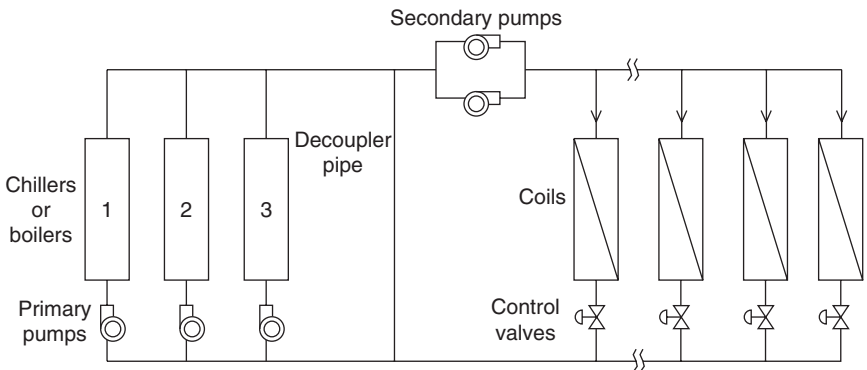 Secondary pumps
Decoupler
pipe
Chillers
or
boilers
1
2
3
Coils
Primary
pumps
Control
valves